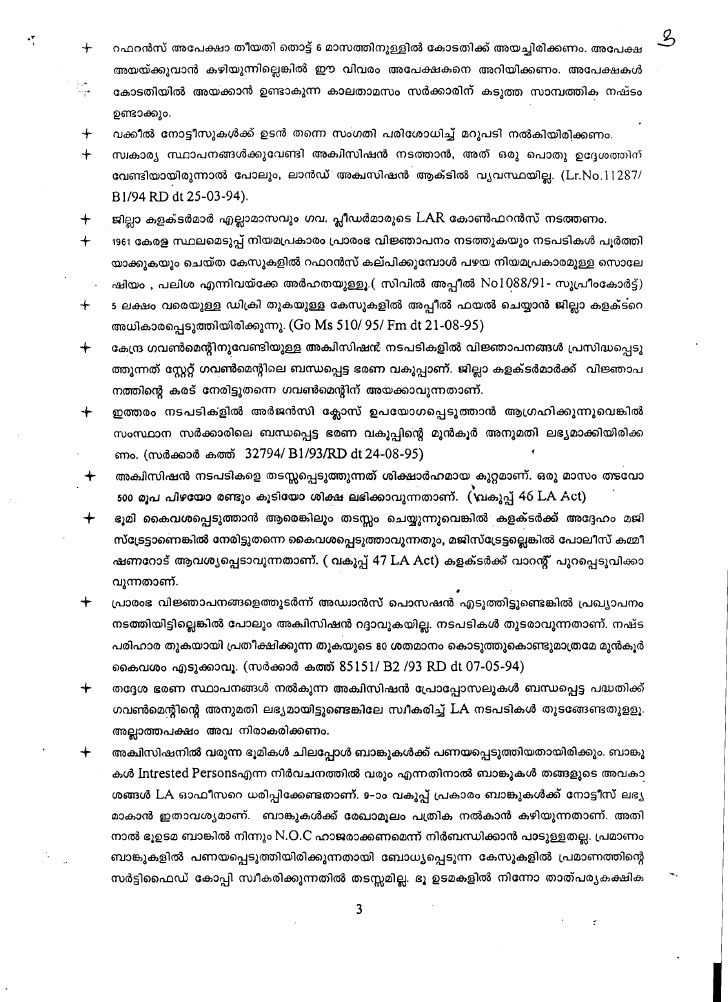 3
+ റഫറൻസ് അപേക്ഷാ തീയതി തൊട്ട് 6 മാസത്തിനുള്ളിൽ കോടതിക്ക് അയച്ചിരിക്കണം. അപേക്ഷ
അയയ്ക്കുവാൻ കഴിയുന്നില്ലെങ്കിൽ ഈ വിവരം അപേക്ഷകനെ അറിയിക്കണം. അപേക്ഷകൾ
കോടതിയിൽ അയക്കാൻ ഉണ്ടാകുന്ന കാലതാമസം സർക്കാരിന് കടുത്ത സാമ്പത്തിക നഷ്ടം
ഉണ്ടാക്കും.
+ വക്കീൽ നോട്ടീസുകൾക്ക് ഉടൻ തന്നെ സംഗതി പരിശോധിച്ച് മറുപടി നൽകിയിരിക്കണം.
+ സ്വകാര്യ സ്ഥാപനങ്ങൾക്കുവേണ്ടി അക്വിസിഷൻ നടത്താൻ, അത് ഒരു പൊതു ഉദ്ദേശത്തിന്
വേണ്ടിയായിരുന്നാൽ പോലും, ലാൻഡ് അക്വസിഷൻ ആക്ടിൽ വ്യവസ്ഥയില്ല. (Lr.No.11287/
B1/94 RD dt 25-03-94).
+ ജില്ലാ കളക്ടർമാർ എല്ലാമാസവും ഗവ. പ്ലീഡർമാരുടെ LAR കോൺഫറൻസ് നടത്തണം.
+ 1961 കേരള സ്ഥലമെടുപ്പ് നിയമപ്രകാരം പ്രാരംഭ വിജ്ഞാപനം നടത്തുകയും നടപടികൾ പൂർത്തി
യാക്കുകയും ചെയ്ത കേസുകളിൽ റഫറൻസ് കല്പിക്കുമ്പോൾ പഴയ നിയമപ്രകാരമുള്ള സൊലേ
ഷിയം , പലിശ എന്നിവയ്ക്കേ അർഹതയുള്ളൂ.( സിവിൽ അപ്പീൽ No1088/91- സുപ്രീംകോർട്ട്)
+ 5 ലക്ഷം വരെയുള്ള ഡിക്രി തുകയുള്ള കേസുകളിൽ അപ്പീൽ ഫയൽ ചെയ്യാൻ ജില്ലാ കളക്ടറെ
അധികാരപ്പെടുത്തിയിരിക്കുന്നു. (Go Ms 510/ 95/ Fm dt 21-08-95)
+ കേന്ദ്ര ഗവൺമെന്റിനുവേണ്ടിയുള്ള അക്വിസിഷൻ നടപടികളിൽ വിജ്ഞാപനങ്ങൾ പ്രസിദ്ധപ്പെടു
ത്തുന്നത് സ്റ്റേറ്റ് ഗവൺമെന്റിലെ ബന്ധപ്പെട്ട ഭരണ വകുപ്പാണ്. ജില്ലാ കളക്ടർമാർക്ക് വിജ്ഞാപ
നത്തിന്റെ കരട് നേരിട്ടുതന്നെ ഗവൺമെന്റിന് അയക്കാവുന്നതാണ്.
+ ഇത്തരം നടപടികളിൽ അർജൻസി ക്ലോസ് ഉപയോഗപ്പെടുത്താൻ ആഗ്രഹിക്കുന്നുവെങ്കിൽ
സംസ്ഥാന സർക്കാരിലെ ബന്ധപ്പെട്ട ഭരണ വകുപ്പിന്റെ മുൻകൂർ അനുമതി ലഭ്യമാക്കിയിരിക്ക
ണം. (സർക്കാർ കത്ത് 32794/ B1/93/RD dt 24-08-95)
+ അക്വിസിഷൻ നടപടികളെ തടസ്സപ്പെടുത്തുന്നത് ശിക്ഷാർഹമായ കുറ്റമാണ്. ഒരു മാസം തടവോ
500 രൂപ പിഴയോ രണ്ടും കൂടിയോ ശിക്ഷ ലഭിക്കാവുന്നതാണ്. (വകുപ്പ് 46 LA Act)
+ ഭൂമി കൈവശപ്പെടുത്താൻ ആരെങ്കിലും തടസ്സം ചെയ്യുന്നുവെങ്കിൽ കളക്ടർക്ക് അദ്ദേഹം മജി
സ്ട്രേട്ടാണെങ്കിൽ നേരിട്ടുതന്നെ കൈവശപ്പെടുത്താവുന്നതും, മജിസ്ട്രേട്ടല്ലെങ്കിൽ പോലീസ് കമ്മീ
ഷണറോട് ആവശ്യപ്പെടാവുന്നതാണ്. ( വകുപ്പ് 47 LA Act) കളക്ടർക്ക് വാറന്റ് പുറപ്പെടുവിക്കാ
വുന്നതാണ്.
+ പ്രാരംഭ വിജ്ഞാപനങ്ങളെത്തുടർന്ന് അഡ്വാൻസ് പൊസഷൻ എടുത്തിട്ടുണ്ടെങ്കിൽ പ്രഖ്യാപനം
നടത്തിയിട്ടില്ലെങ്കിൽ പോലും അക്വിസിഷൻ റദ്ദാവുകയില്ല. നടപടികൾ തുടരാവുന്നതാണ്. നഷ്ട
പരിഹാര തുകയായി പ്രതീക്ഷിക്കുന്ന തുകയുടെ 80 ശതമാനം കൊടുത്തുകൊണ്ടുമാത്രമേ മുൻകൂർ
കൈവശം എടുക്കാവൂ. (സർക്കാർ കത്ത് 85151/ B2 /93 RD dt 07-05-94)
+ തദ്ദേശ ഭരണ സ്ഥാപനങ്ങൾ നൽകുന്ന അക്വിസിഷൻ പ്രോപ്പോസലുകൾ ബന്ധപ്പെട്ട പദ്ധതിക്ക്
ഗവൺമെന്റിന്റെ അനുമതി ലഭ്യമായിട്ടുണ്ടെങ്കിലേ സ്വീകരിച്ച് LA നടപടികൾ തുടങ്ങേണ്ടതുളളൂ.
അല്ലാത്തപക്ഷം അവ നിരാകരിക്കണം.
+ അക്വിസിഷനിൽ വരുന്ന ഭൂമികൾ ചിലപ്പോൾ ബാങ്കുകൾക്ക് പണയപ്പെടുത്തിയതായിരിക്കും. ബാങ്കു
കൾ Intrested Personsഎന്ന നിർവചനത്തിൽ വരും എന്നതിനാൽ ബാങ്കുകൾ തങ്ങളുടെ അവകാ
ശങ്ങൾ LA ഓഫീസറെ ധരിപ്പിക്കേണ്ടതാണ്. 9-ാം വകുപ്പ് പ്രകാരം ബാങ്കുകൾക്ക് നോട്ടീസ് ലഭ്യ
മാകാൻ ഇതാവശ്യമാണ്. ബാങ്കുകൾക്ക് രേഖാമൂലം പത്രിക നൽകാൻ കഴിയുന്നതാണ്. അതി
നാൽ ഭൂഉടമ ബാങ്കിൽ നിന്നും N.O.C ഹാജരാക്കണമെന്ന് നിർബന്ധിക്കാൻ പാടുള്ളതല്ല. പ്രമാണം
ബാങ്കുകളിൽ പണയപ്പെടുത്തിയിരിക്കുന്നതായി ബോധ്യപ്പെടുന്ന കേസുകളിൽ പ്രമാണത്തിന്റെ
സർട്ടിഫൈഡ് കോപ്പി സ്വീകരിക്കുന്നതിൽ തടസ്സമില്ല. ഭൂ ഉടമകളിൽ നിന്നോ താത്പര്യകക്ഷിക
3